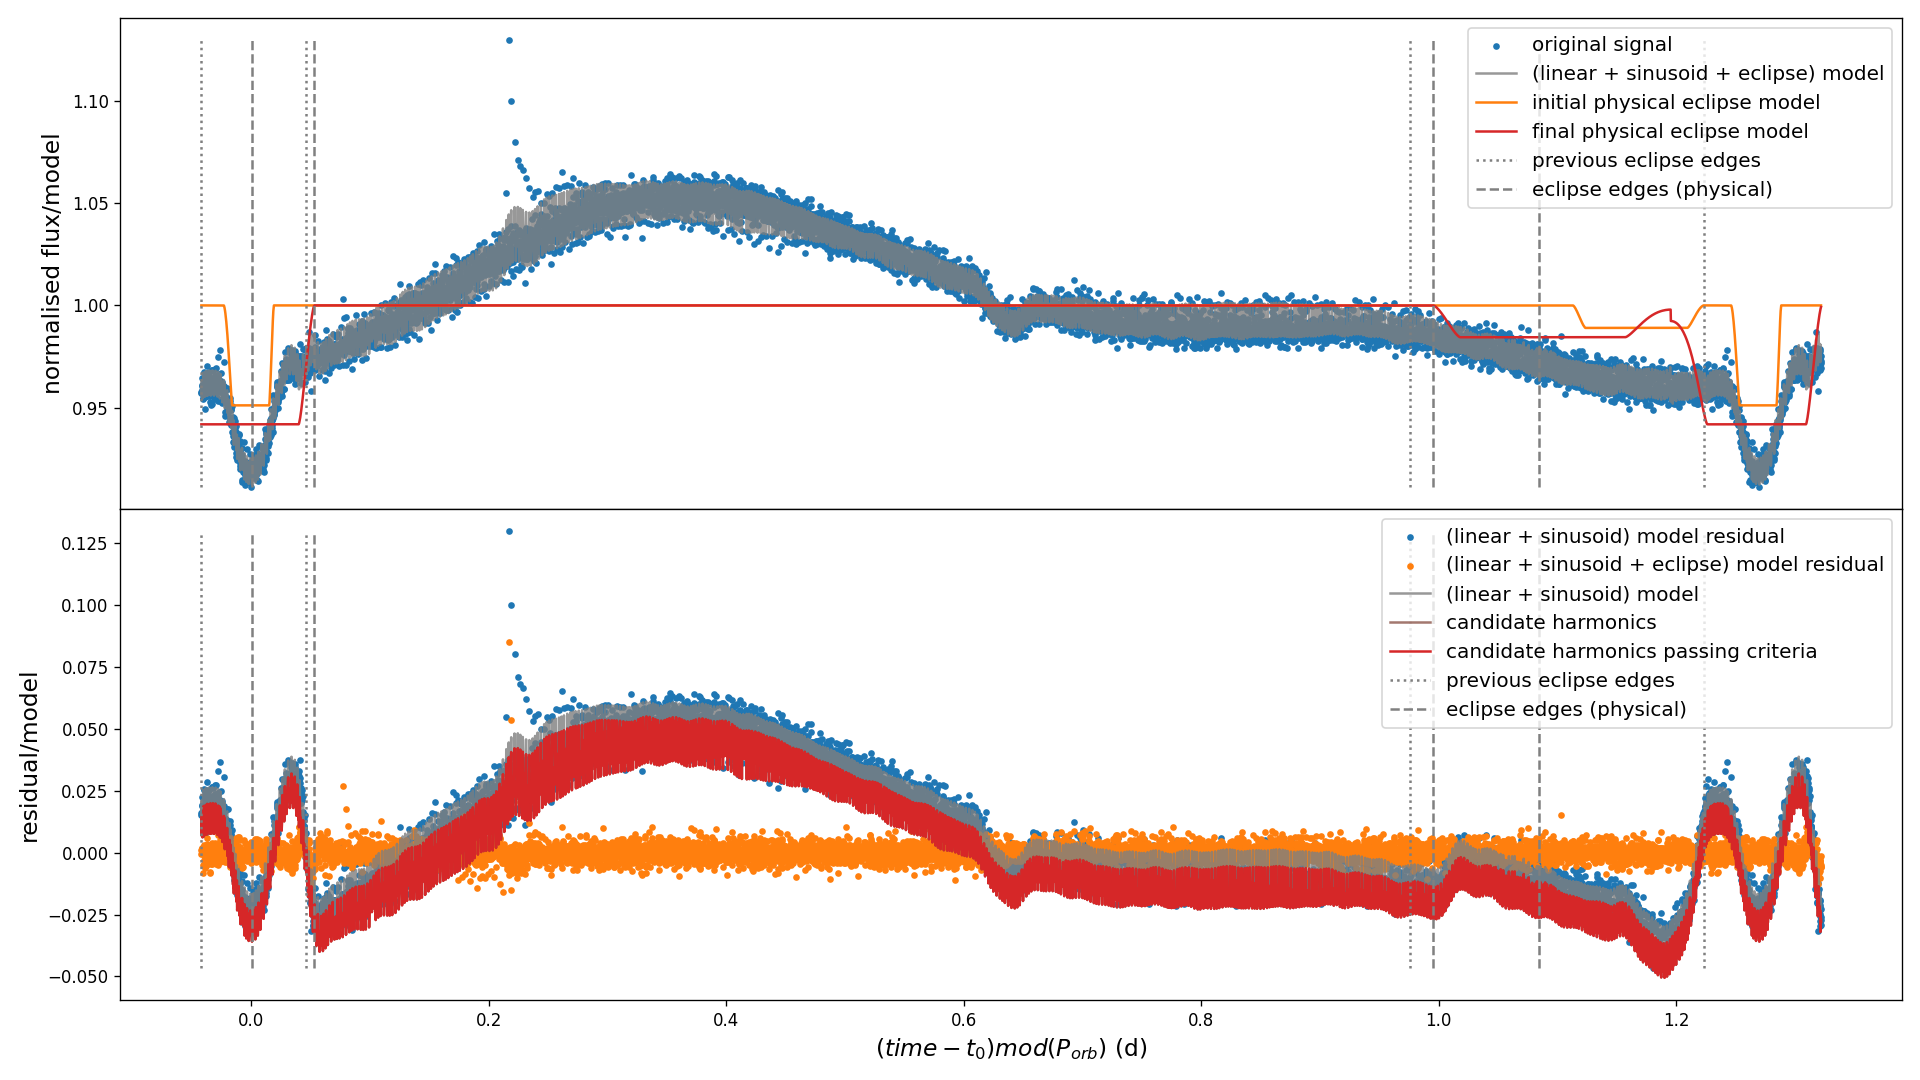 normalised flux/model
1.10
1.05
1.00
0.95
original signal
(linear + sinusoid + eclipse) model
initial physical eclipse model
final physical eclipse model
previous eclipse edges
eclipse edges (physical)
residual/model
0.125
0.100
0.075
0.050
0.025
0.000
−0.025
−0.050
(linear + sinusoid) model residual
(linear + sinusoid + eclipse) model residual
(linear + sinusoid) model
candidate harmonics
candidate harmonics passing criteria
previous eclipse edges
eclipse edges (physical)
0.0 0.2 0.4 0.6 0.8 1.0 1.2
(time − t₀)mod(P_orb) (d)